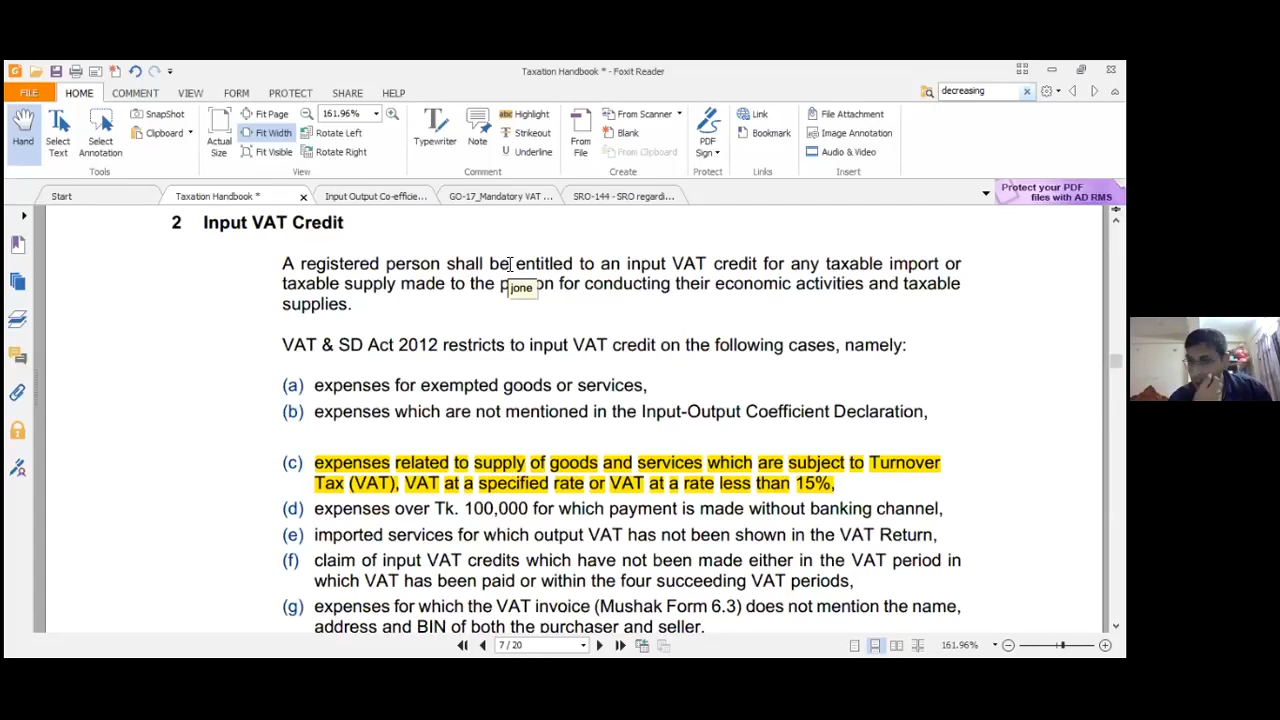 Taxation Handbook * - Foxit Reader
FILE HOME COMMENT VIEW FORM PROTECT SHARE HELP decreasing
Hand Select Text Select Annotation SnapShot Clipboard Tools
Actual Size Fit Page Fit Width Fit Visible 161.96% Rotate Left Rotate Right View
Typewriter Note Highlight Strikeout Underline Comment
From File From Scanner Blank From Clipboard Create
PDF Sign Protect
Link Bookmark Links
File Attachment Image Annotation Audio & Video Insert
Start Taxation Handbook * Input Output Co-efficie... GO-17_Mandatory VAT ... SRO-144 - SRO regardi...
Protect your PDF
files with AD RMS
2 Input VAT Credit
A registered person shall be entitled to an input VAT credit for any taxable import or
taxable supply made to the p on for conducting their economic activities and taxable
jone
supplies.
VAT & SD Act 2012 restricts to input VAT credit on the following cases, namely:
(a) expenses for exempted goods or services,
(b) expenses which are not mentioned in the Input-Output Coefficient Declaration,
(c) expenses related to supply of goods and services which are subject to Turnover
Tax (VAT), VAT at a specified rate or VAT at a rate less than 15%,
(d) expenses over Tk. 100,000 for which payment is made without banking channel,
(e) imported services for which output VAT has not been shown in the VAT Return,
(f) claim of input VAT credits which have not been made either in the VAT period in
which VAT has been paid or within the four succeeding VAT periods,
(g) expenses for which the VAT invoice (Mushak Form 6.3) does not mention the name,
address and BIN of both the purchaser and seller.
7 / 20 161.96%